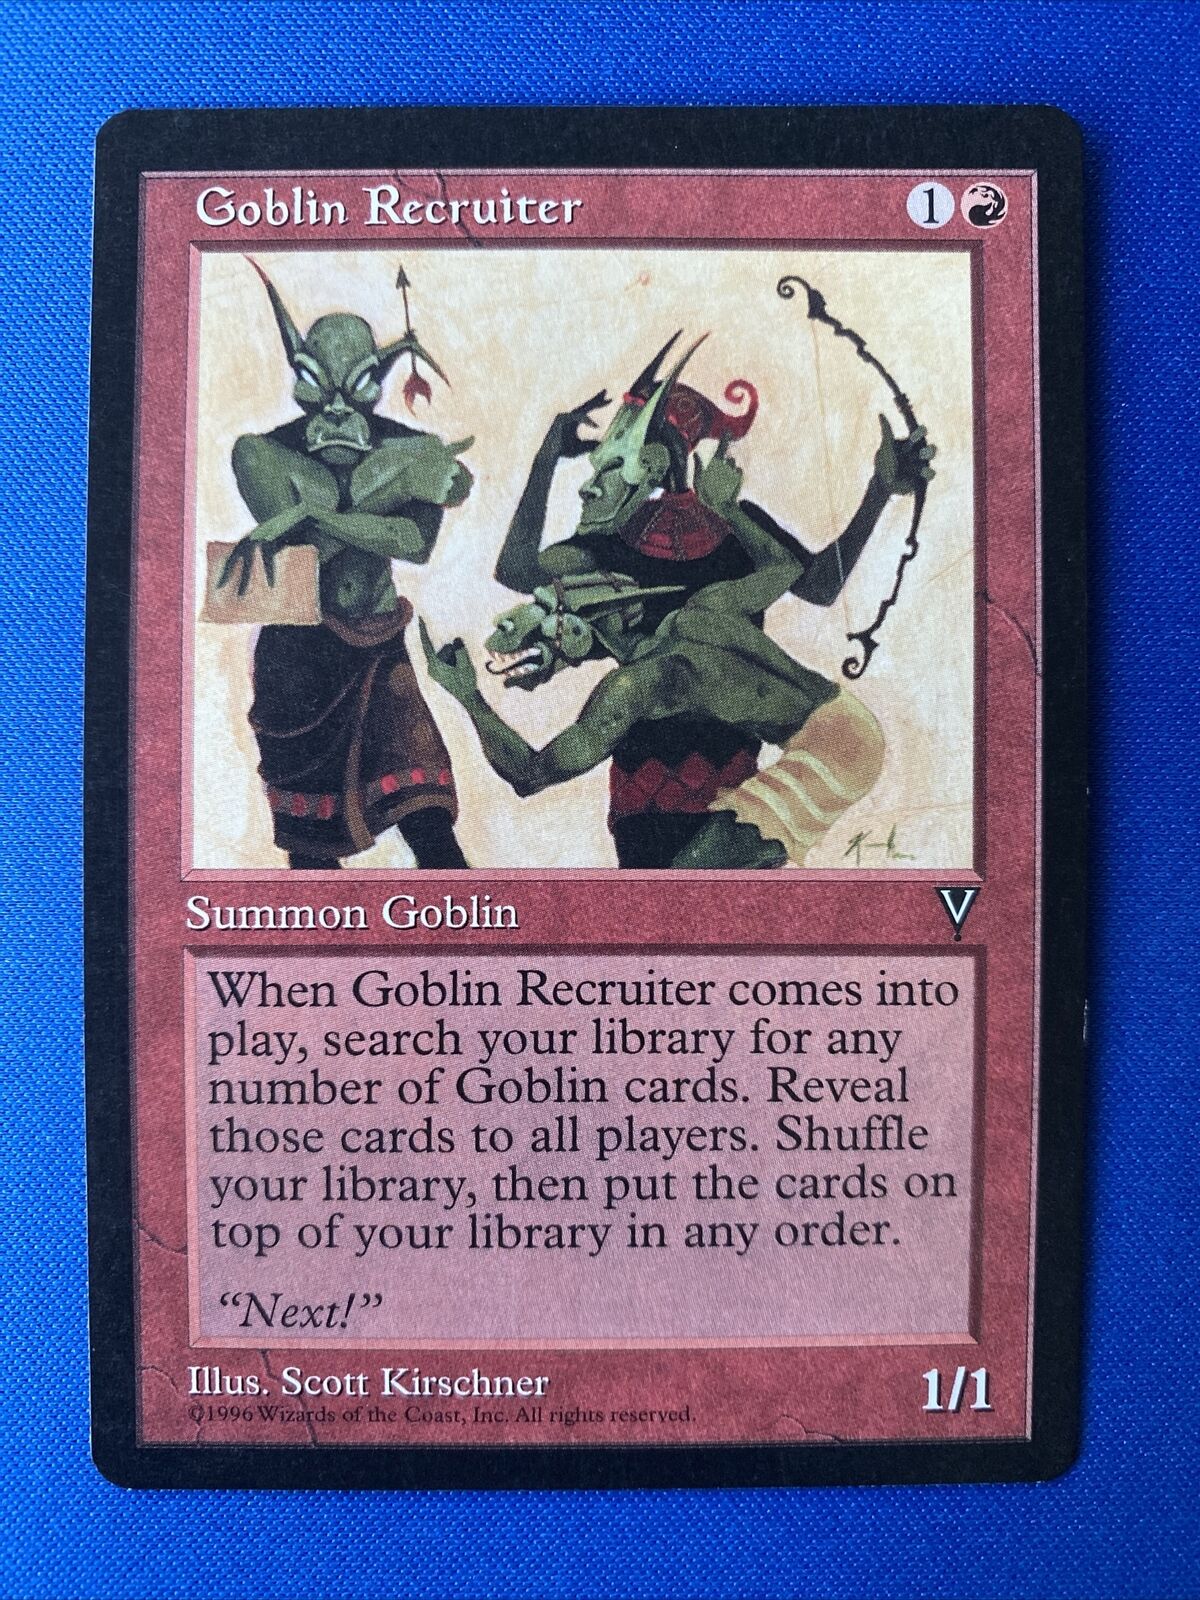 Goblin Recruiter 1
Summon Goblin V
When Goblin Recruiter comes into
play, search your library for any
number of Goblin cards. Reveal
those cards to all players. Shuffle
your library, then put the cards on
top of your library in any order.
“Next!”
Illus. Scott Kirschner
©1996 Wizards of the Coast, Inc. All rights reserved.
1/1